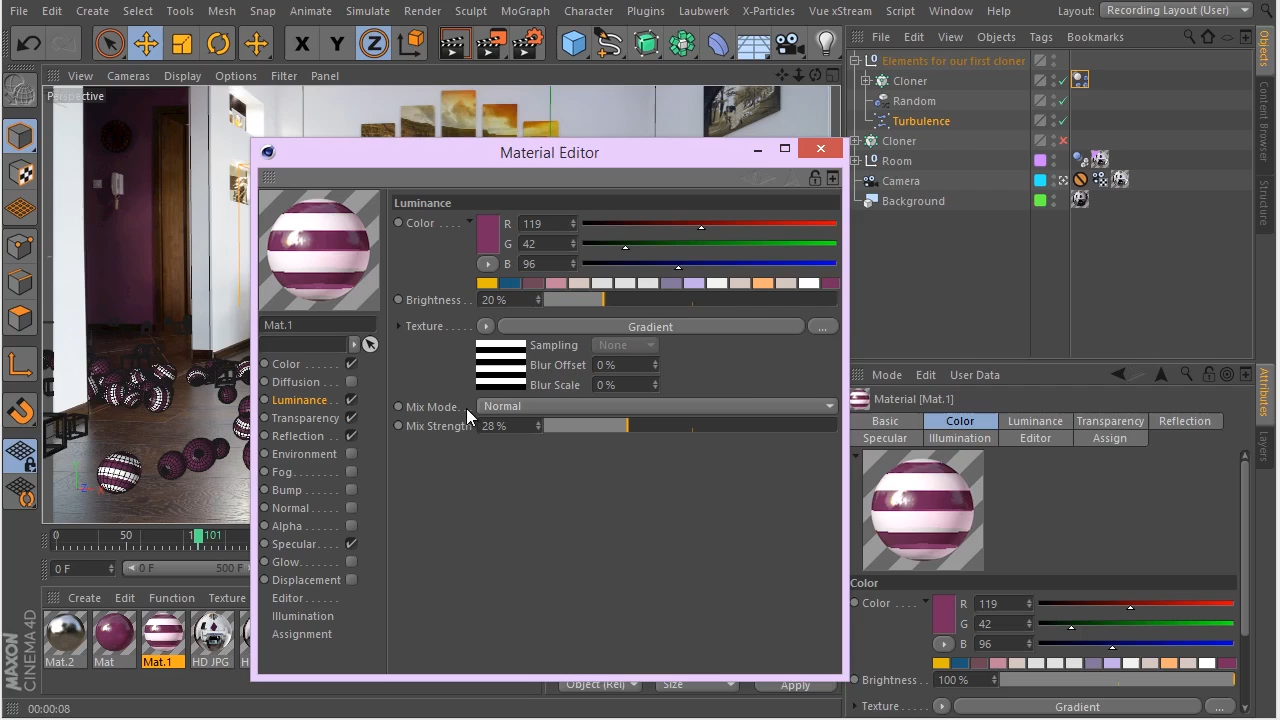 File Edit Create Select Tools Mesh Snap Animate Simulate Render Sculpt MoGraph Character Plugins Laubwerk X-Particles Vue xStream Script Window Help Layout: Recording Layout (User)
X Y Z
View Cameras Display Options Filter Panel
Perspective
File Edit View Objects Tags Bookmarks
Elements for our first cloner
Cloner
Random
Turbulence
Cloner
Room
Camera
Background
Objects
Content Browser
Structure
Material Editor
Mat.1
Color
Diffusion
Luminance
Transparency
Reflection
Environment
Fog
Bump
Normal
Alpha
Specular
Glow
Displacement
Editor
Illumination
Assignment
Luminance
Color R 119
G 42
B 96
Brightness 20 %
Texture Gradient ...
Sampling None
Blur Offset 0 %
Blur Scale 0 %
Mix Mode. Normal
Mix Strength 28 %
Mode Edit User Data
Material [Mat.1]
Basic Color Luminance Transparency Reflection
Specular Illumination Editor Assign
Color
Color R 119
G 42
B 96
Brightness 100 %
Texture Gradient ...
Attributes
Layers
0 50 101
0 F 0 F 500 F
Create Edit Function Texture
Mat.2 Mat Mat.1 HD JPG
Object (Rel) Size Apply
MAXON
CINEMA 4D
00:00:08